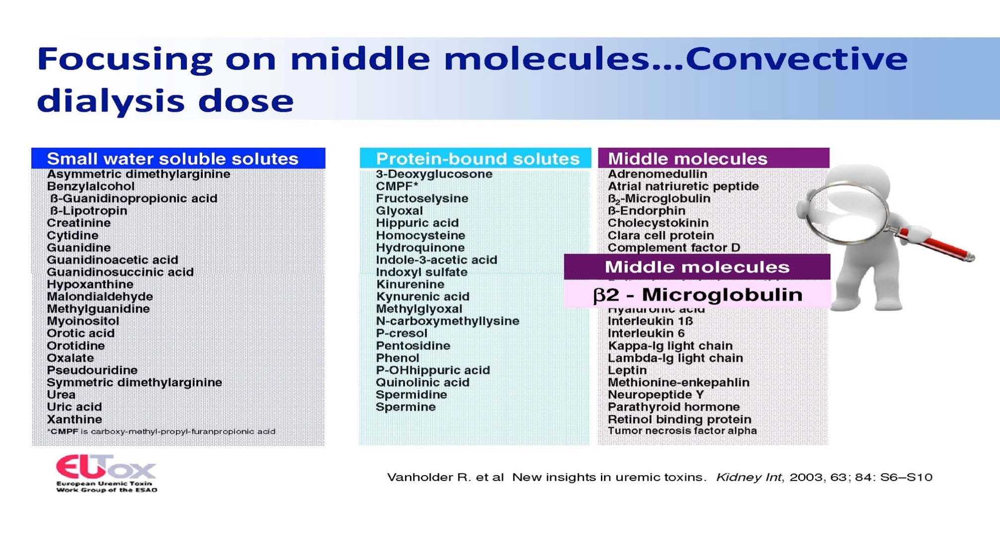 Focusing on middle molecules...Convective
dialysis dose
Small water soluble solutes
Asymmetric dimethylarginine
Benzylalcohol
ß-Guanidinopropionic acid
ß-Lipotropin
Creatinine
Cytidine
Guanidine
Guanidinoacetic acid
Guanidinosuccinic acid
Hypoxanthine
Malondialdehyde
Methylguanidine
Myoinositol
Orotic acid
Orotidine
Oxalate
Pseudouridine
Symmetric dimethylarginine
Urea
Uric acid
Xanthine
*CMPF is carboxy-methyl-propyl-furanpropionic acid
Protein-bound solutes
3-Deoxyglucosone
CMPF*
Fructoselysine
Glyoxal
Hippuric acid
Homocysteine
Hydroquinone
Indole-3-acetic acid
Indoxyl sulfate
Kinurenine
Kynurenic acid
Methylglyoxal
N-carboxymethyllysine
P-cresol
Pentosidine
Phenol
P-OHhippuric acid
Quinolinic acid
Spermidine
Spermine
Middle molecules
Adrenomedullin
Atrial natriuretic peptide
ß2-Microglobulin
ß-Endorphin
Cholecystokinin
Clara cell protein
Complement factor D
Middle molecules
β2 - Microglobulin
Hyaluronic acid
Interleukin 1ß
Interleukin 6
Kappa-Ig light chain
Lambda-Ig light chain
Leptin
Methionine-enkepahlin
Neuropeptide Y
Parathyroid hormone
Retinol binding protein
Tumor necrosis factor alpha
EUTox
European Uremic Toxin
Work Group of the ESAO
Vanholder R. et al New insights in uremic toxins. Kidney Int, 2003, 63; 84: S6–S10